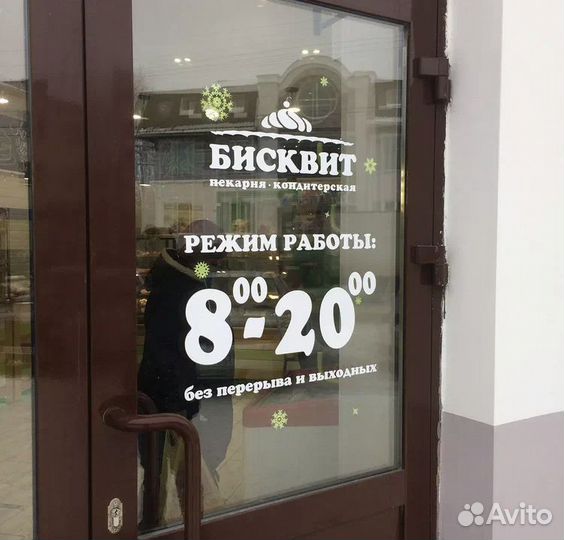 БИСКВИТ
пекарня · кондитерская
РЕЖИМ РАБОТЫ:
8⁰⁰-20⁰⁰
без перерыва и выходных
Avito